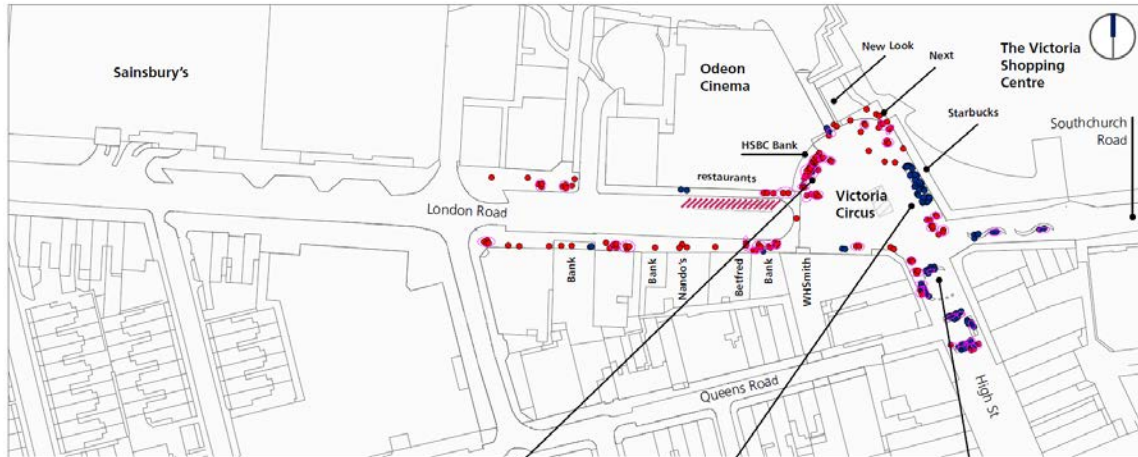 Sainsbury's
Odeon
Cinema
New Look
Next
The Victoria
Shopping
Centre
Starbucks
Southchurch
Road
HSBC Bank
restaurants
London Road
Victoria
Circus
Bank
Bank
Nando's
Betfred
Bank
WHSmith
Queens Road
High St